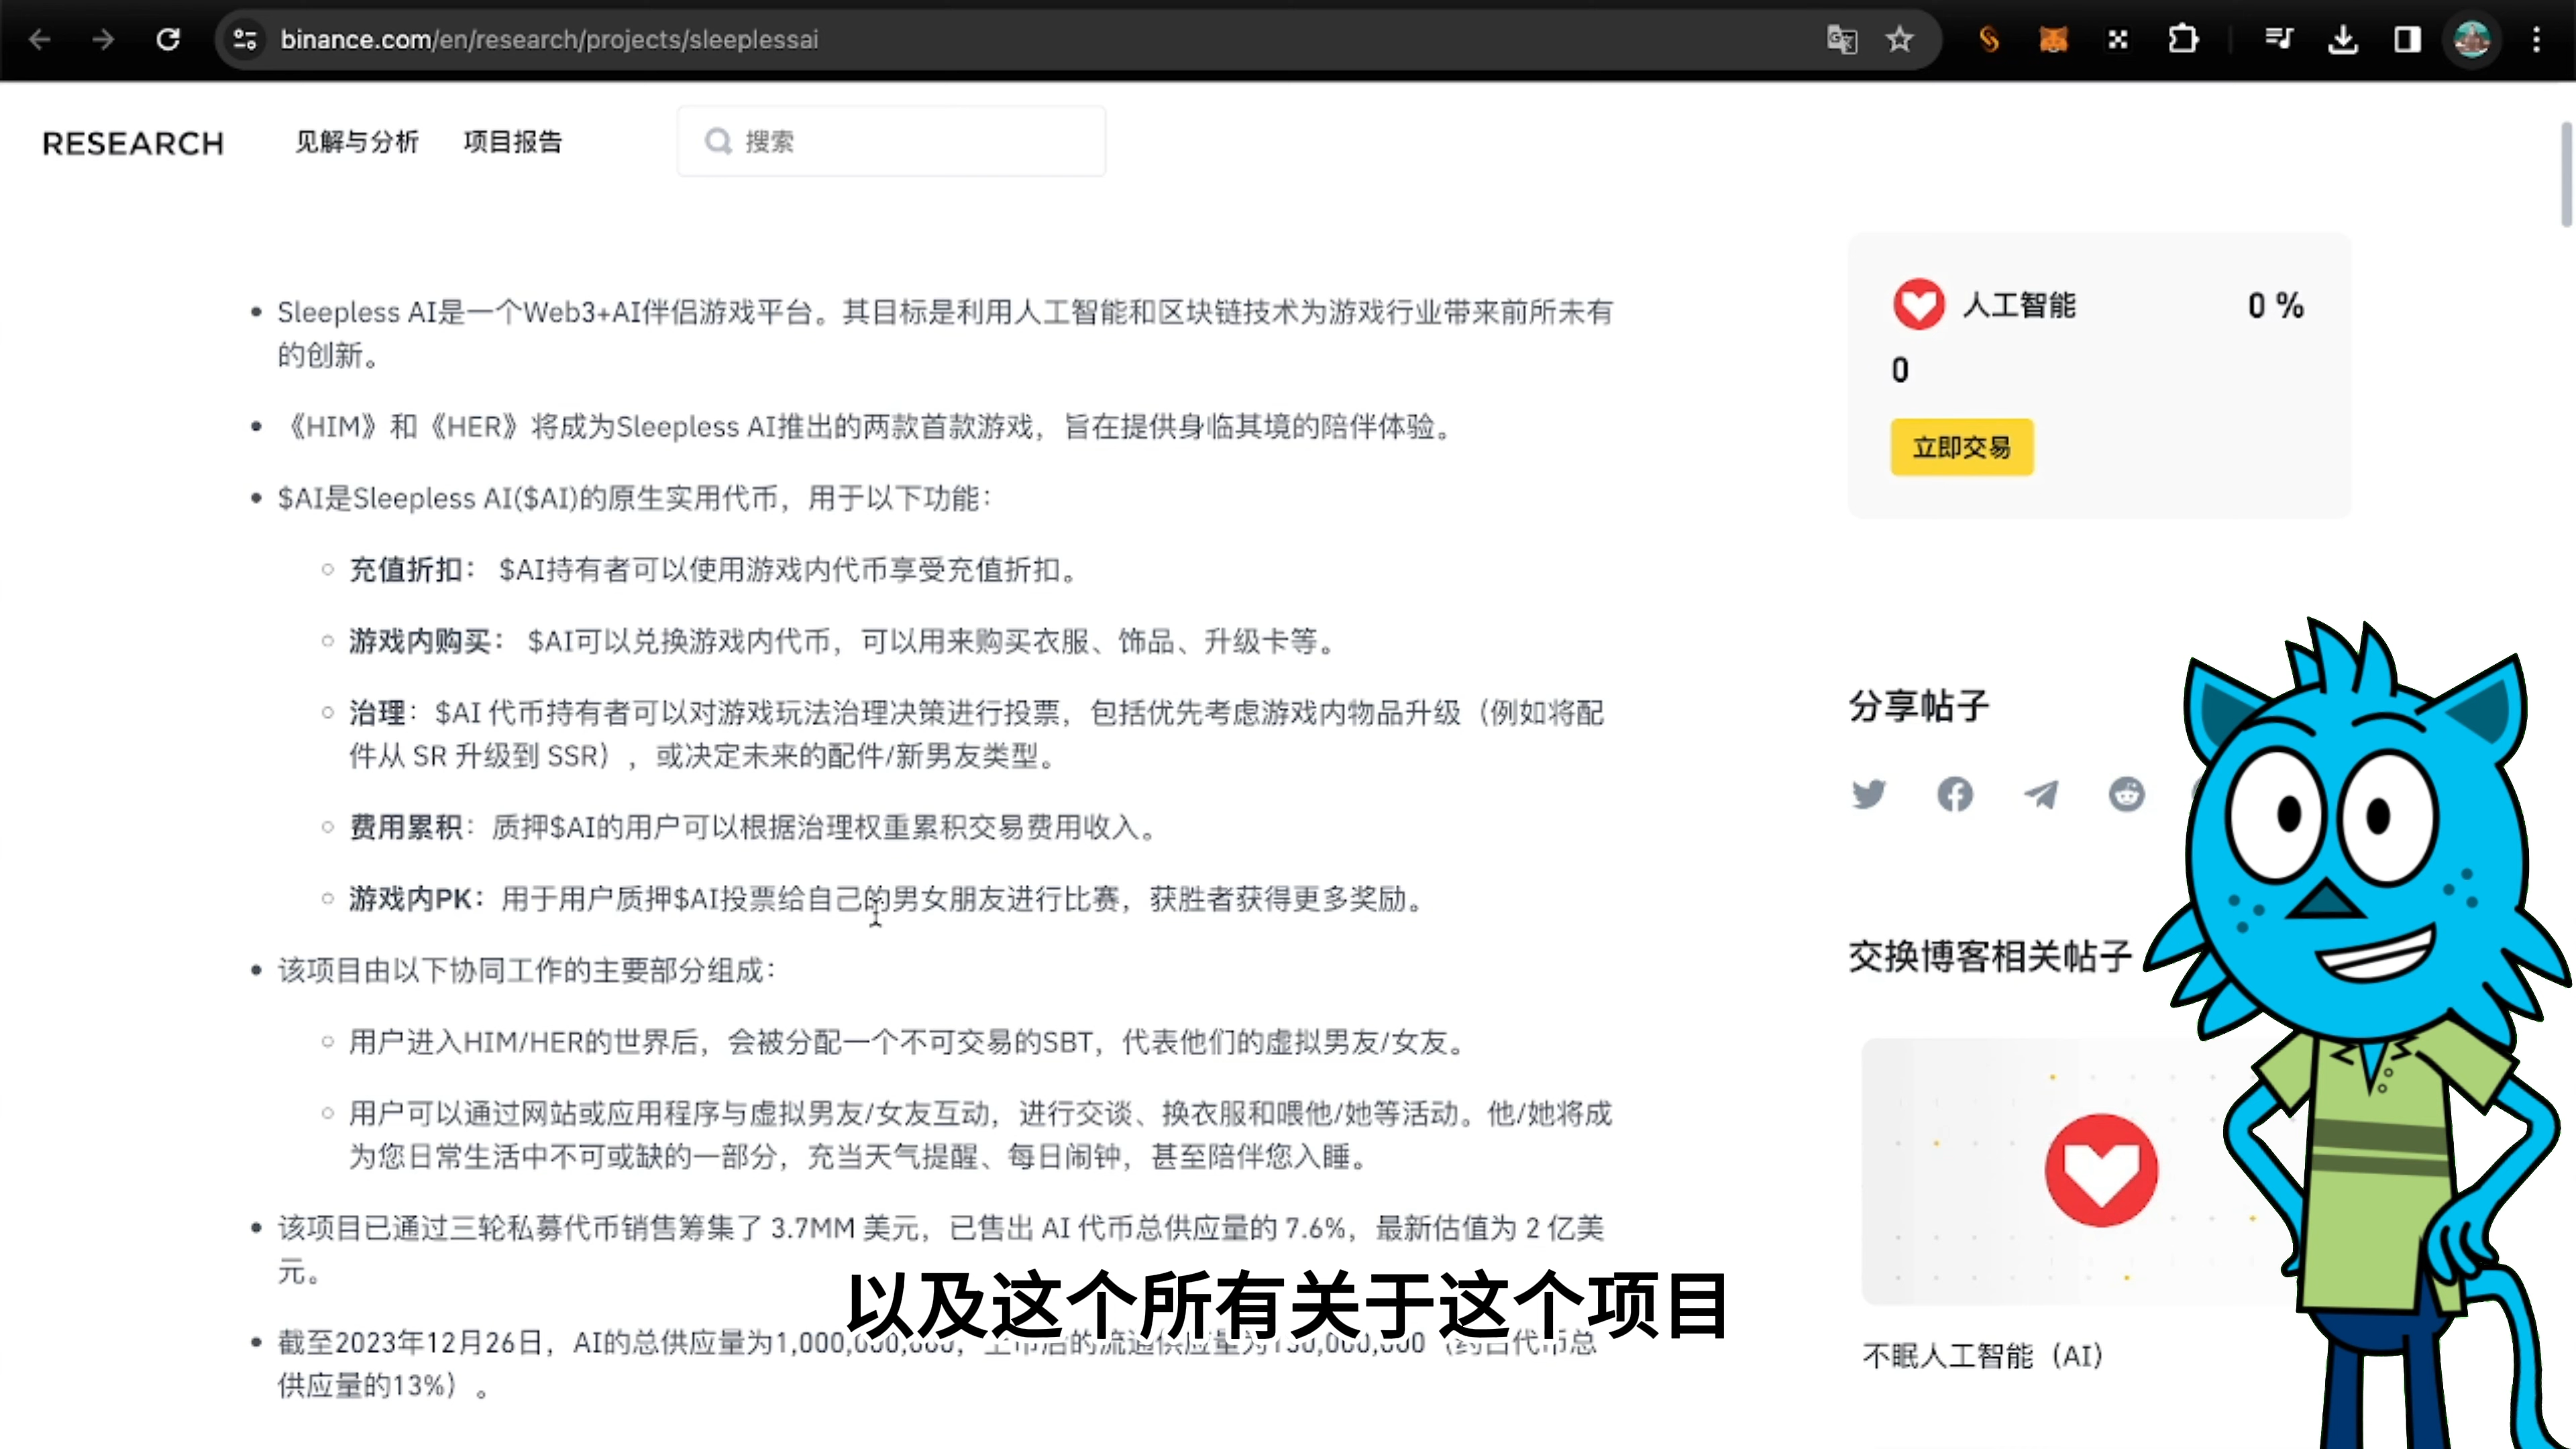 binance.com/en/research/projects/sleeplessai
RESEARCH
见解与分析
项目报告
搜索
Sleepless AI是一个Web3+AI伴侣游戏平台。其目标是利用人工智能和区块链技术为游戏行业带来前所未有
的创新。
《HIM》和《HER》将成为Sleepless AI推出的两款首款游戏，旨在提供身临其境的陪伴体验。
$AI是Sleepless AI($AI)的原生实用代币，用于以下功能：
充值折扣： $AI持有者可以使用游戏内代币享受充值折扣。
游戏内购买： $AI可以兑换游戏内代币，可以用来购买衣服、饰品、升级卡等。
治理：$AI 代币持有者可以对游戏玩法治理决策进行投票，包括优先考虑游戏内物品升级（例如将配
件从 SR 升级到 SSR），或决定未来的配件/新男友类型。
费用累积：质押$AI的用户可以根据治理权重累积交易费用收入。
游戏内PK：用于用户质押$AI投票给自己的男女朋友进行比赛，获胜者获得更多奖励。
该项目由以下协同工作的主要部分组成：
用户进入HIM/HER的世界后，会被分配一个不可交易的SBT，代表他们的虚拟男友/女友。
用户可以通过网站或应用程序与虚拟男友/女友互动，进行交谈、换衣服和喂他/她等活动。他/她将成
为您日常生活中不可或缺的一部分，充当天气提醒、每日闹钟，甚至陪伴您入睡。
该项目已通过三轮私募代币销售筹集了 3.7MM 美元，已售出 AI 代币总供应量的 7.6%，最新估值为 2 亿美
元。
截至2023年12月26日，AI的总供应量为1,000,000,000，上市后的流通供应量为130,000,000（约占代币总
供应量的13%）。
人工智能
0 %
0
立即交易
分享帖子
交换博客相关帖子
不眠人工智能（AI）
以及这个所有关于这个项目